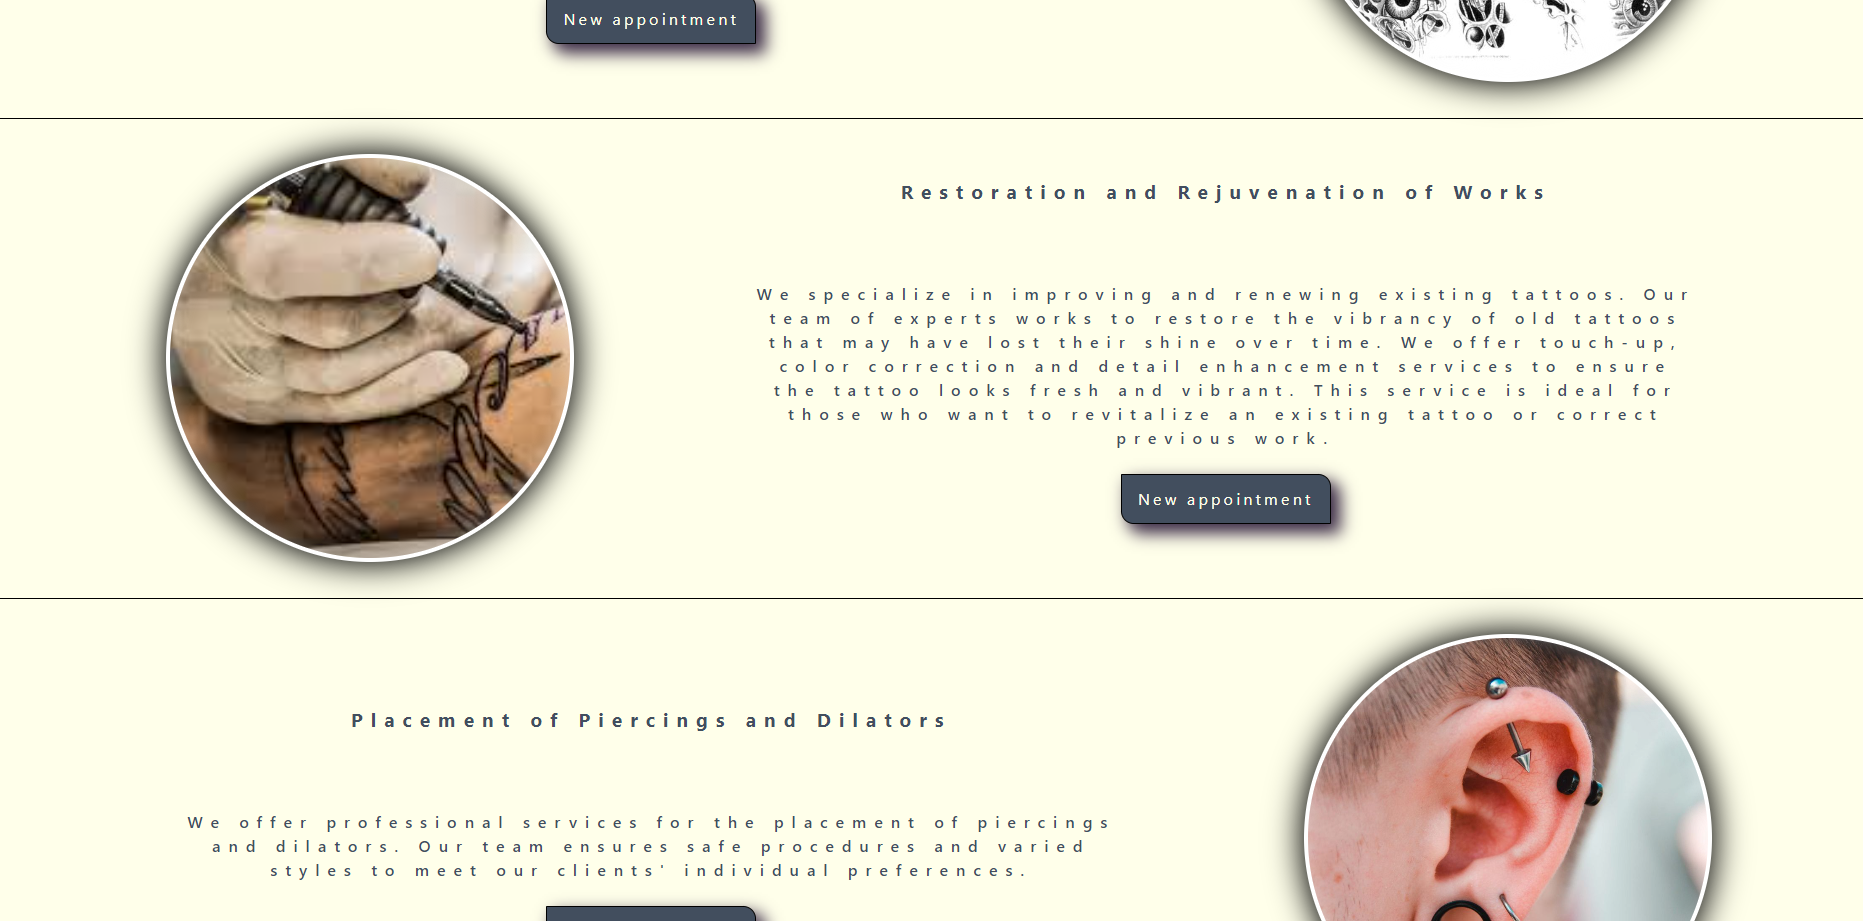 New appointment
Restoration and Rejuvenation of Works
We specialize in improving and renewing existing tattoos. Our
team of experts works to restore the vibrancy of old tattoos
that may have lost their shine over time. We offer touch-up,
color correction and detail enhancement services to ensure
the tattoo looks fresh and vibrant. This service is ideal for
those who want to revitalize an existing tattoo or correct
previous work.
New appointment
Placement of Piercings and Dilators
We offer professional services for the placement of piercings
and dilators. Our team ensures safe procedures and varied
styles to meet our clients' individual preferences.